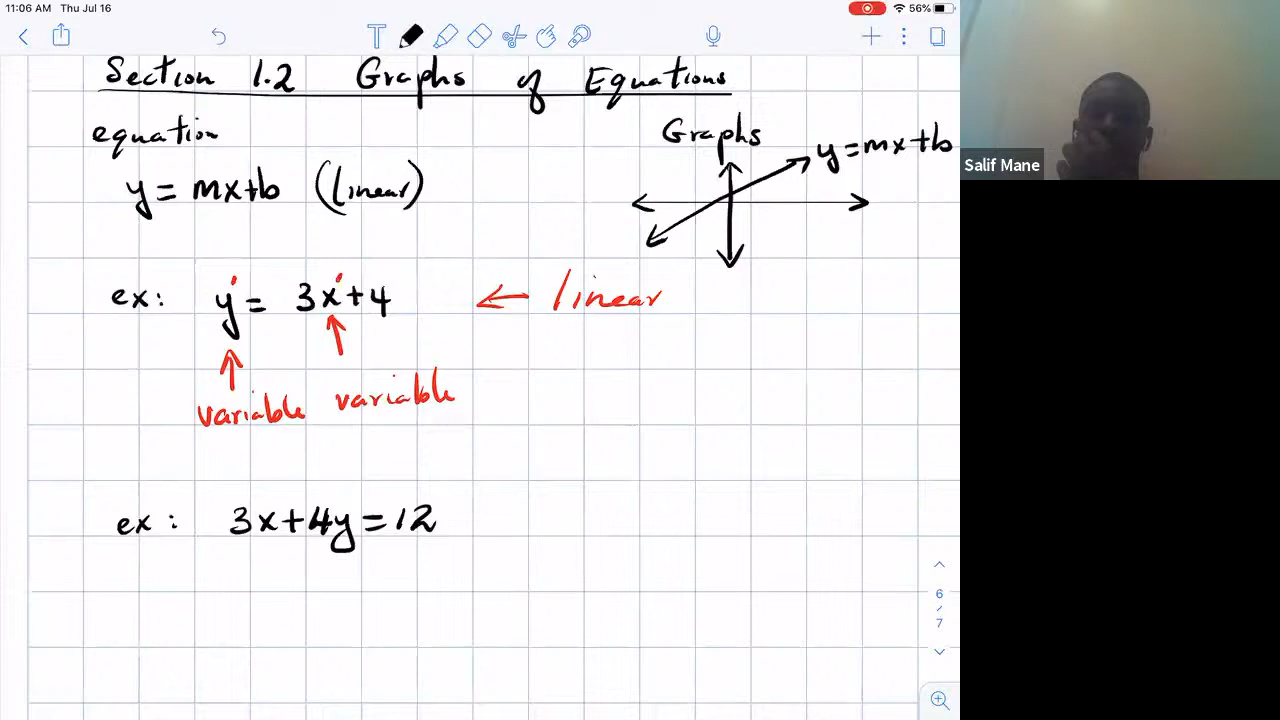 11:06 AM Thu Jul 16
56%
T
Section 1.2 Graphs of Equations
equation
Graphs
y = mx+b
Salif Mane
y = mx+b (linear)
ex: y = 3x+4 ← linear
variable variable
ex: 3x+4y=12
6
/
7